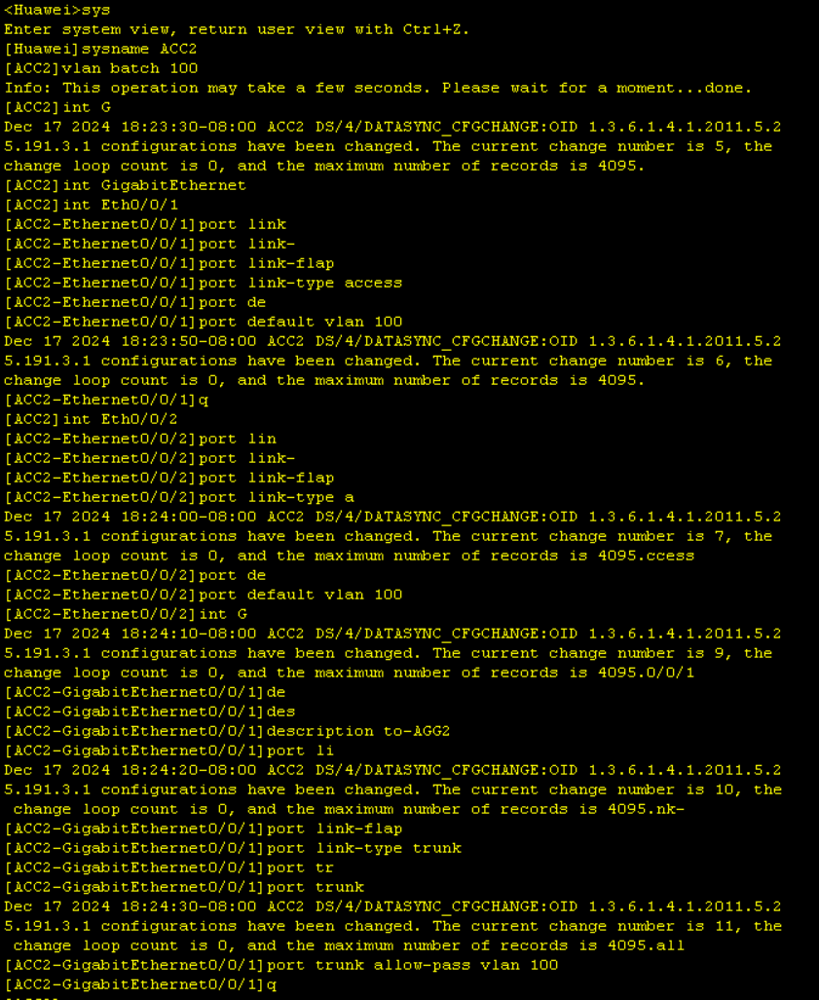 <Huawei>sys
Enter system view, return user view with Ctrl+Z.
[Huawei]sysname ACC2
[ACC2]vlan batch 100
Info: This operation may take a few seconds. Please wait for a moment...done.
[ACC2]int G
Dec 17 2024 18:23:30-08:00 ACC2 DS/4/DATASYNC_CFGCHANGE:OID 1.3.6.1.4.1.2011.5.2
5.191.3.1 configurations have been changed. The current change number is 5, the
change loop count is 0, and the maximum number of records is 4095.
[ACC2]int GigabitEthernet
[ACC2]int Eth0/0/1
[ACC2-Ethernet0/0/1]port link
[ACC2-Ethernet0/0/1]port link-
[ACC2-Ethernet0/0/1]port link-flap
[ACC2-Ethernet0/0/1]port link-type access
[ACC2-Ethernet0/0/1]port de
[ACC2-Ethernet0/0/1]port default vlan 100
Dec 17 2024 18:23:50-08:00 ACC2 DS/4/DATASYNC_CFGCHANGE:OID 1.3.6.1.4.1.2011.5.2
5.191.3.1 configurations have been changed. The current change number is 6, the
change loop count is 0, and the maximum number of records is 4095.
[ACC2-Ethernet0/0/1]q
[ACC2]int Eth0/0/2
[ACC2-Ethernet0/0/2]port lin
[ACC2-Ethernet0/0/2]port link-
[ACC2-Ethernet0/0/2]port link-flap
[ACC2-Ethernet0/0/2]port link-type a
Dec 17 2024 18:24:00-08:00 ACC2 DS/4/DATASYNC_CFGCHANGE:OID 1.3.6.1.4.1.2011.5.2
5.191.3.1 configurations have been changed. The current change number is 7, the
change loop count is 0, and the maximum number of records is 4095.ccess
[ACC2-Ethernet0/0/2]port de
[ACC2-Ethernet0/0/2]port default vlan 100
[ACC2-Ethernet0/0/2]int G
Dec 17 2024 18:24:10-08:00 ACC2 DS/4/DATASYNC_CFGCHANGE:OID 1.3.6.1.4.1.2011.5.2
5.191.3.1 configurations have been changed. The current change number is 9, the
change loop count is 0, and the maximum number of records is 4095.0/0/1
[ACC2-GigabitEthernet0/0/1]de
[ACC2-GigabitEthernet0/0/1]des
[ACC2-GigabitEthernet0/0/1]description to-AGG2
[ACC2-GigabitEthernet0/0/1]port li
Dec 17 2024 18:24:20-08:00 ACC2 DS/4/DATASYNC_CFGCHANGE:OID 1.3.6.1.4.1.2011.5.2
5.191.3.1 configurations have been changed. The current change number is 10, the
 change loop count is 0, and the maximum number of records is 4095.nk-
[ACC2-GigabitEthernet0/0/1]port link-flap
[ACC2-GigabitEthernet0/0/1]port link-type trunk
[ACC2-GigabitEthernet0/0/1]port tr
[ACC2-GigabitEthernet0/0/1]port trunk
Dec 17 2024 18:24:30-08:00 ACC2 DS/4/DATASYNC_CFGCHANGE:OID 1.3.6.1.4.1.2011.5.2
5.191.3.1 configurations have been changed. The current change number is 11, the
 change loop count is 0, and the maximum number of records is 4095.all
[ACC2-GigabitEthernet0/0/1]port trunk allow-pass vlan 100
[ACC2-GigabitEthernet0/0/1]q